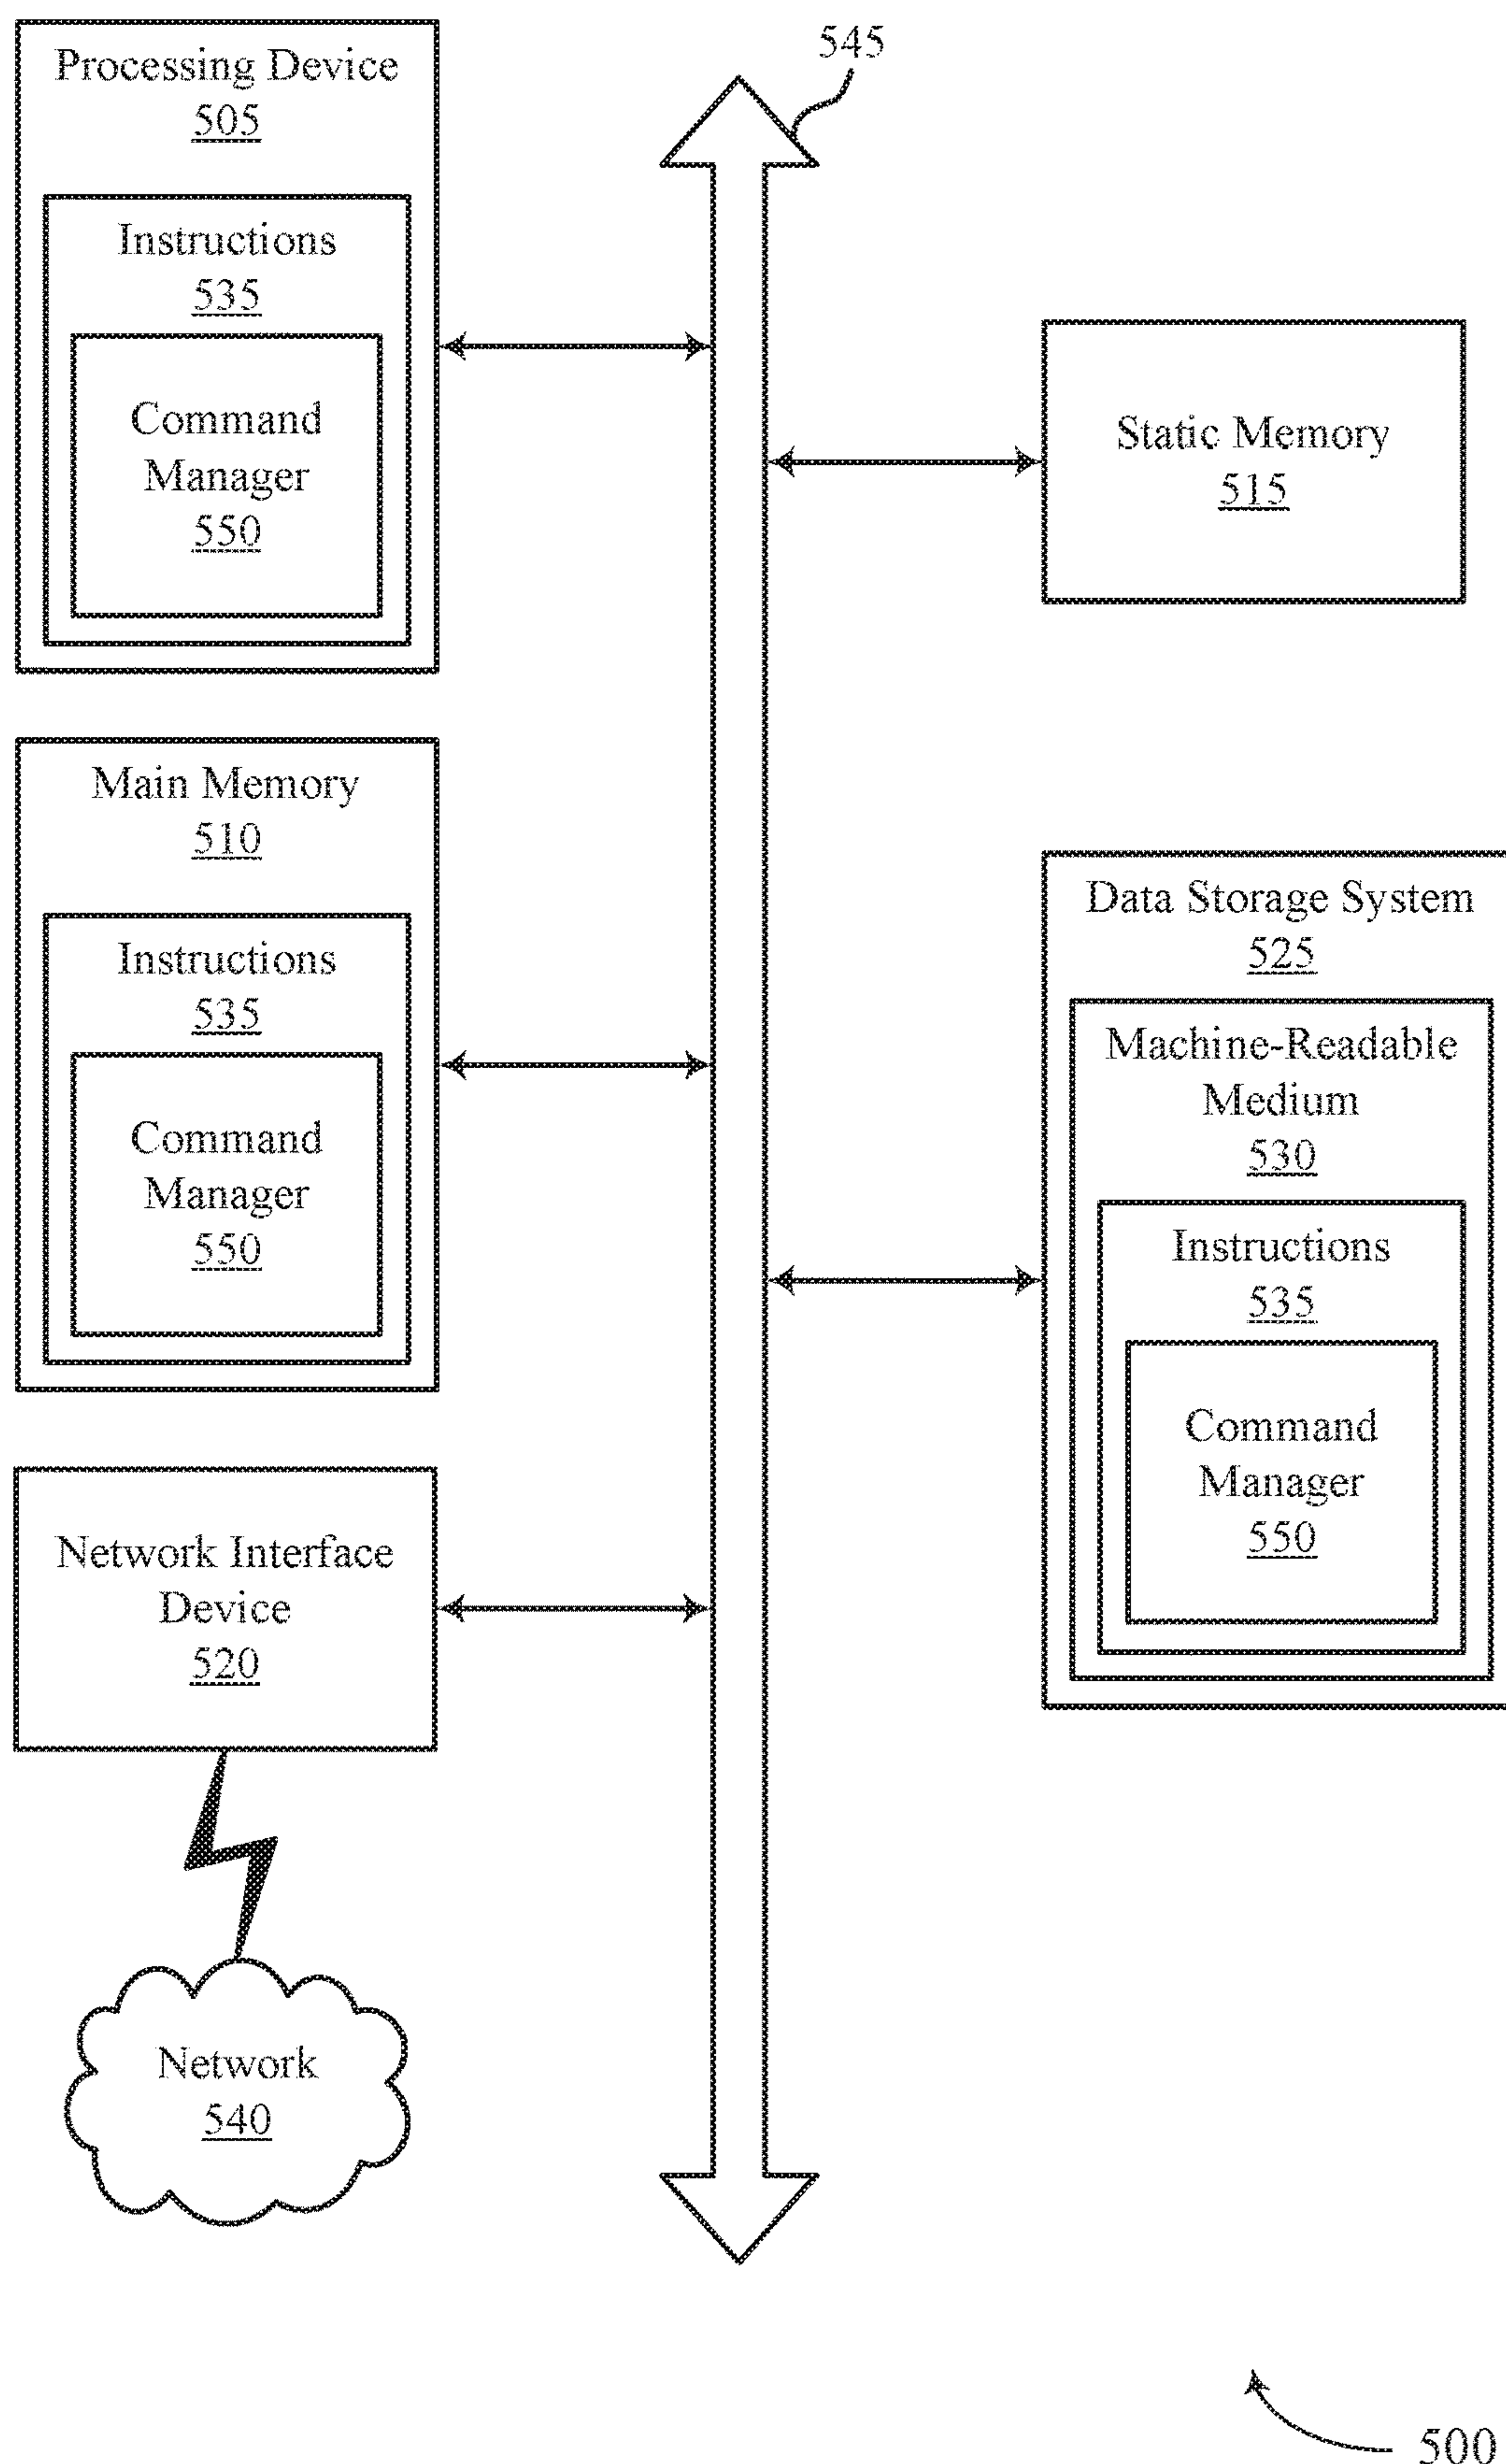 545
Processing Device
505
Instructions
535
Command
Manager
550
Static Memory
515
Main Memory
510
Instructions
535
Command
Manager
550
Data Storage System
525
Machine-Readable
Medium
530
Instructions
535
Command
Manager
550
Network Interface
Device
520
Network
540
500